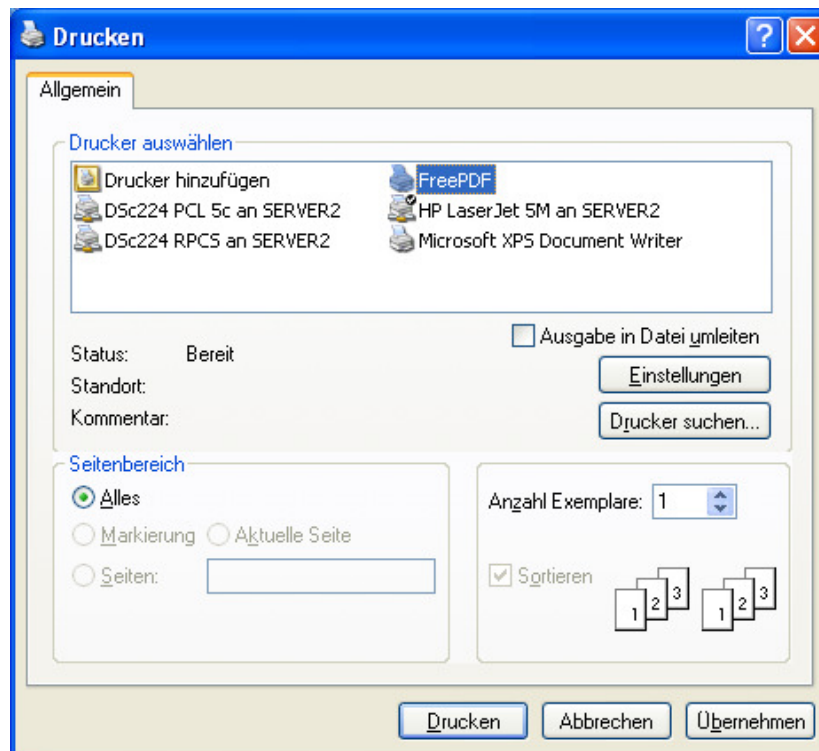 Drucken
Allgemein
Drucker auswählen
Drucker hinzufügen
FreePDF
DSc224 PCL 5c an SERVER2
HP LaserJet 5M an SERVER2
DSc224 RPCS an SERVER2
Microsoft XPS Document Writer
Ausgabe in Datei umleiten
Status: Bereit
Einstellungen
Standort:
Kommentar:
Drucker suchen...
Seitenbereich
Alles
Anzahl Exemplare: 1
Markierung Aktuelle Seite
Seiten:
Sortieren
1 2 3 1 2 3
Drucken Abbrechen Übernehmen